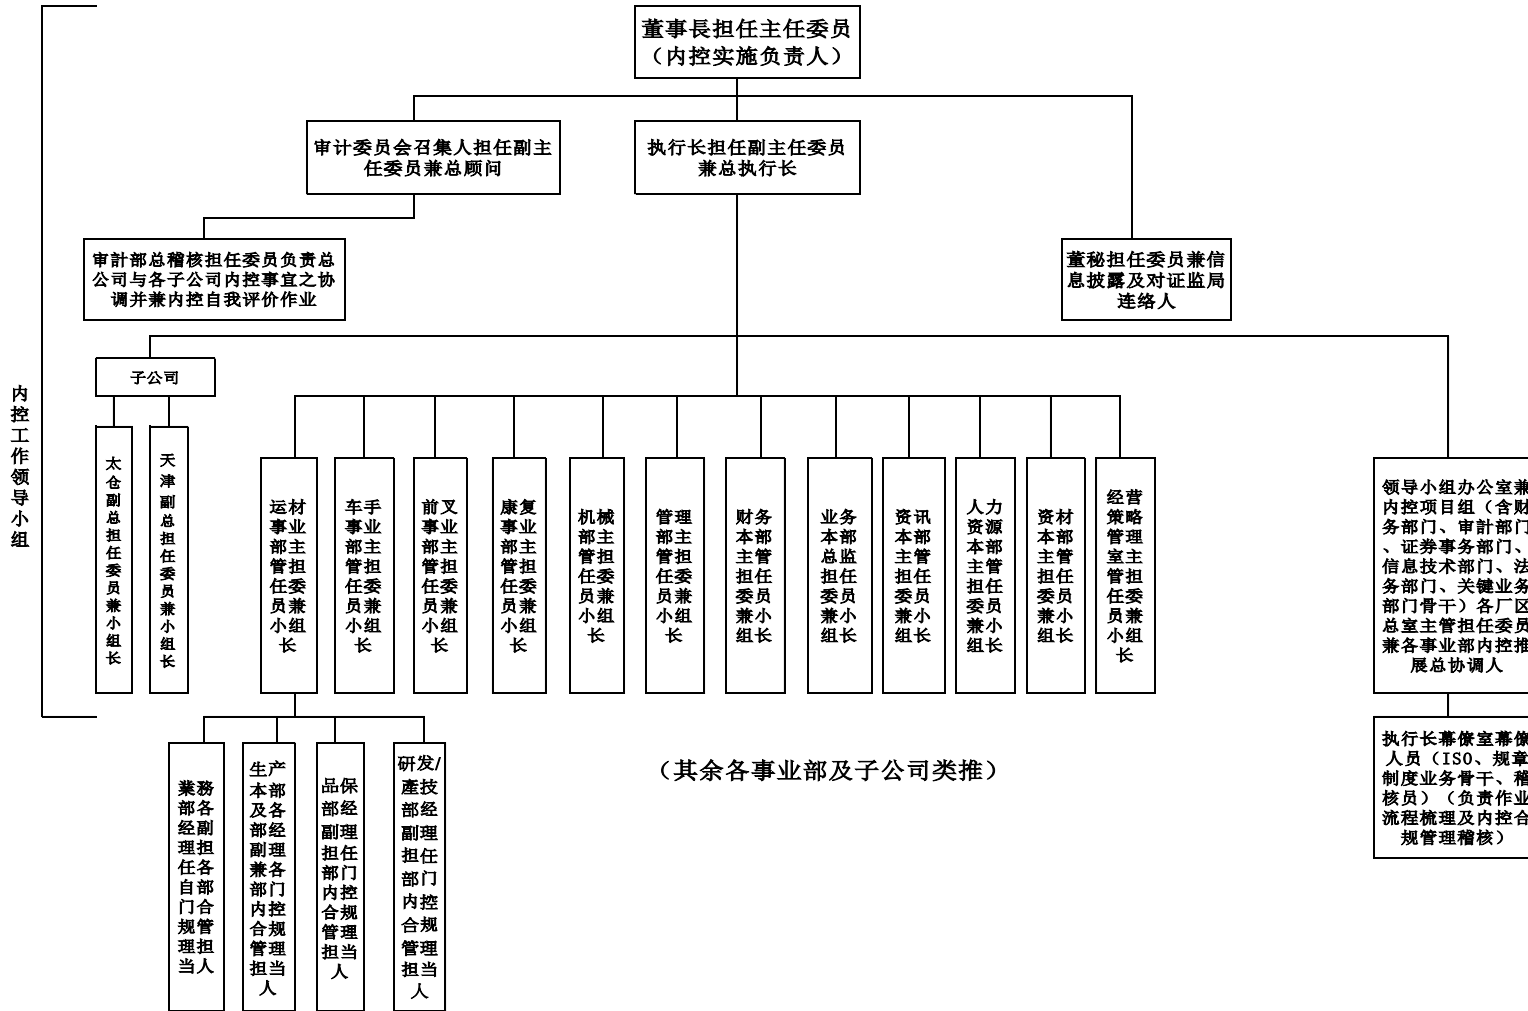 董事長担任主任委员
（内控实施负责人）
审计委员会召集人担任副主
任委员兼总顾问
执行长担任副主任委员
兼总执行长
审計部总稽核担任委员负责总
公司与各子公司内控事宜之协
调并兼内控自我评价作业
董秘担任委员兼信
息披露及对证监局
连络人
内控工作领导小组
子公司
太仓副总担任委员兼小组长
天津副总担任委员兼小组长
运材
事业
部主
管担
任委
员兼
小组
长
车手
事业
部主
管担
任委
员兼
小组
长
前叉
事业
部主
管担
任委
员兼
小组
长
康复
事业
部主
管担
任委
员兼
小组
长
机械
部主
管担
任委
员兼
小组
长
管理
部主
管担
任委
员兼
小组
长
财务
本部
主管
担任
委员
兼小
组长
业务
本部
总监
担任
委员
兼小
组长
资讯
本部
主管
担任
委员
兼小
组长
人力
资源
本部
主管
担任
委员
兼小
组长
资材
本部
主管
担任
委员
兼小
组长
经营
策略
管理
室主
管担
任委
员兼
小组
长
领导小组办公室兼
内控项目组（含财
务部门、审計部门
、证券事务部门、
信息技术部门、法
务部门、关键业务
部门骨干）各厂区
总室主管担任委员
兼各事业部内控推
展总协调人
执行长幕僚室幕僚
人员（ISO、规章
制度业务骨干、稽
核员）（负责作业
流程梳理及内控合
规管理稽核）
業務
部各
经副
理担
任各
自部
门合
规管
理担
当人
生产
本部
及各
部经
副理
兼各
部门
内控
合规
管理
担当
人
品保
部经
副理
担任
部门
内控
合规
管理
担当
人
研发/
產技
部经
副理
担任
部门
内控
合规
管理
担当
人
（其余各事业部及子公司类推）